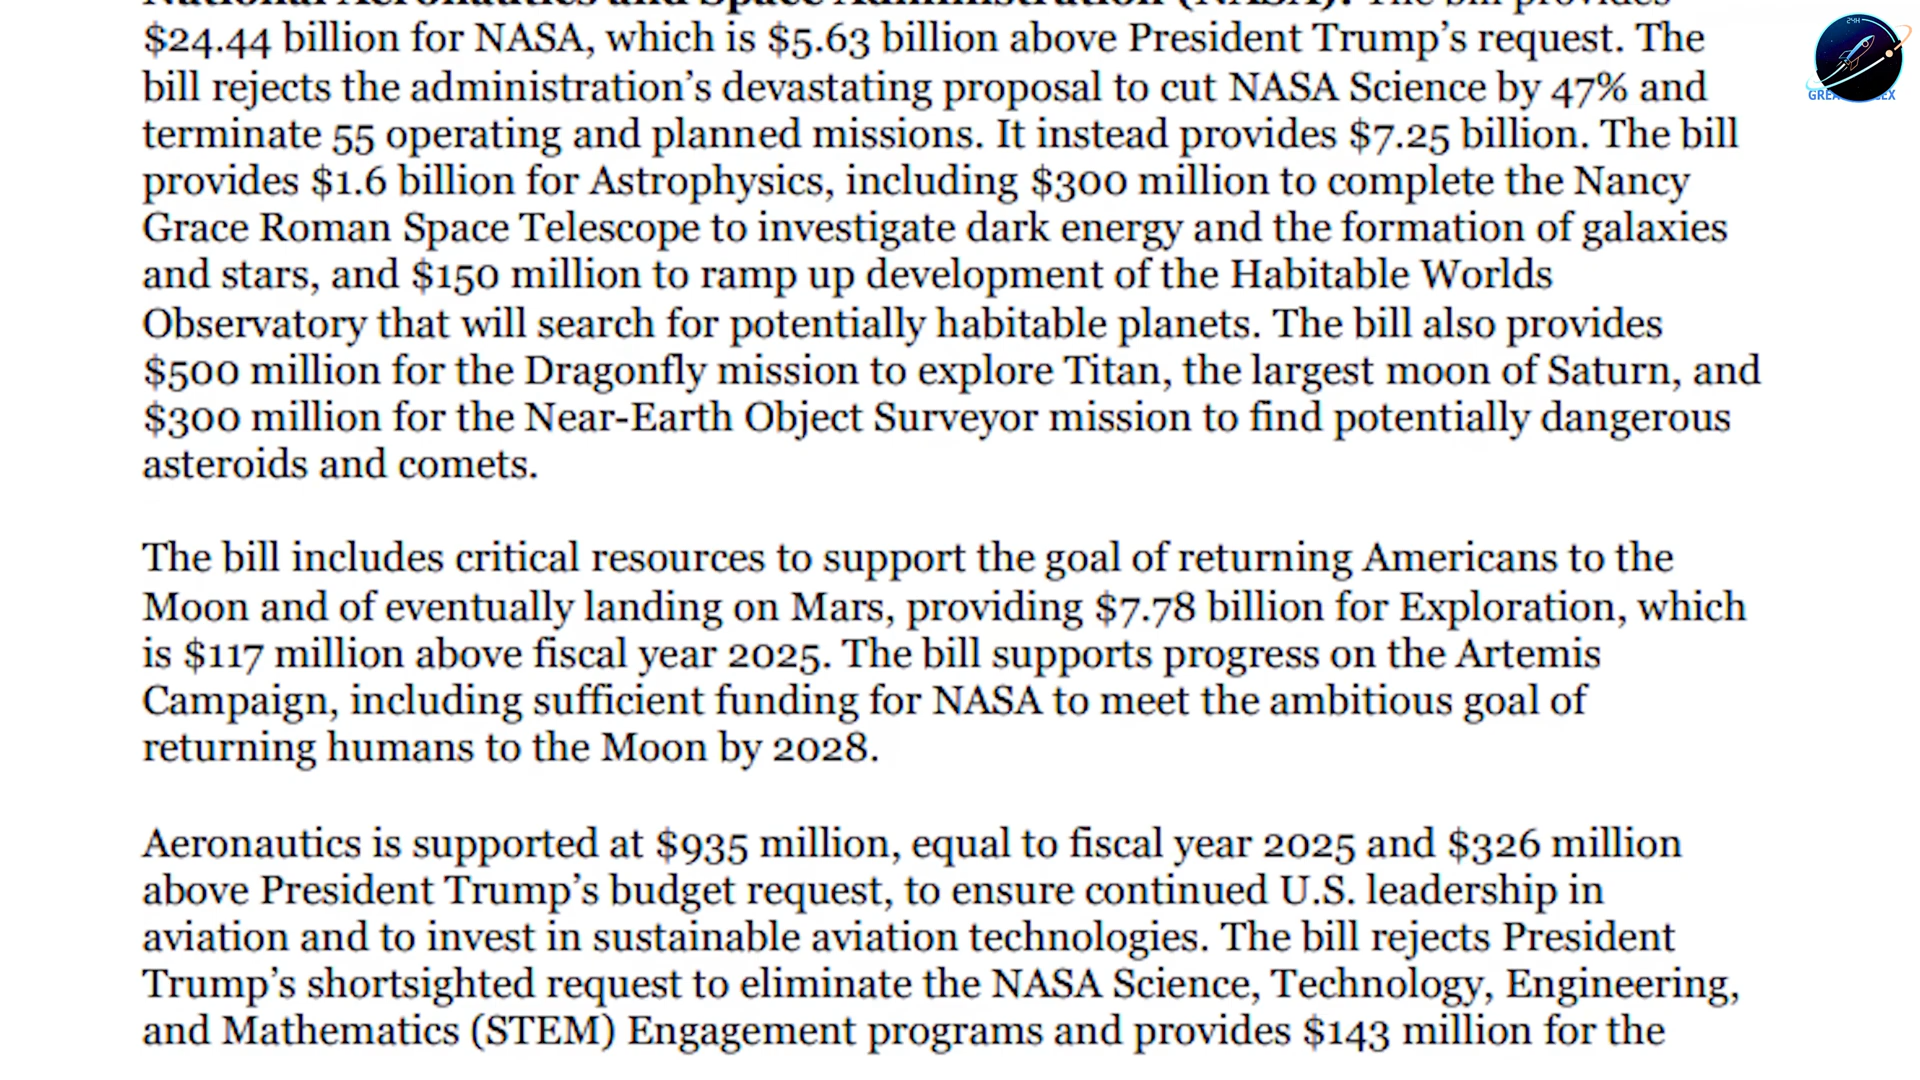 National Aeronautics and Space Administration (NASA): The bill provides
$24.44 billion for NASA, which is $5.63 billion above President Trump’s request. The
bill rejects the administration’s devastating proposal to cut NASA Science by 47% and
terminate 55 operating and planned missions. It instead provides $7.25 billion. The bill
provides $1.6 billion for Astrophysics, including $300 million to complete the Nancy
Grace Roman Space Telescope to investigate dark energy and the formation of galaxies
and stars, and $150 million to ramp up development of the Habitable Worlds
Observatory that will search for potentially habitable planets. The bill also provides
$500 million for the Dragonfly mission to explore Titan, the largest moon of Saturn, and
$300 million for the Near-Earth Object Surveyor mission to find potentially dangerous
asteroids and comets.
The bill includes critical resources to support the goal of returning Americans to the
Moon and of eventually landing on Mars, providing $7.78 billion for Exploration, which
is $117 million above fiscal year 2025. The bill supports progress on the Artemis
Campaign, including sufficient funding for NASA to meet the ambitious goal of
returning humans to the Moon by 2028.
Aeronautics is supported at $935 million, equal to fiscal year 2025 and $326 million
above President Trump’s budget request, to ensure continued U.S. leadership in
aviation and to invest in sustainable aviation technologies. The bill rejects President
Trump’s shortsighted request to eliminate the NASA Science, Technology, Engineering,
and Mathematics (STEM) Engagement programs and provides $143 million for the